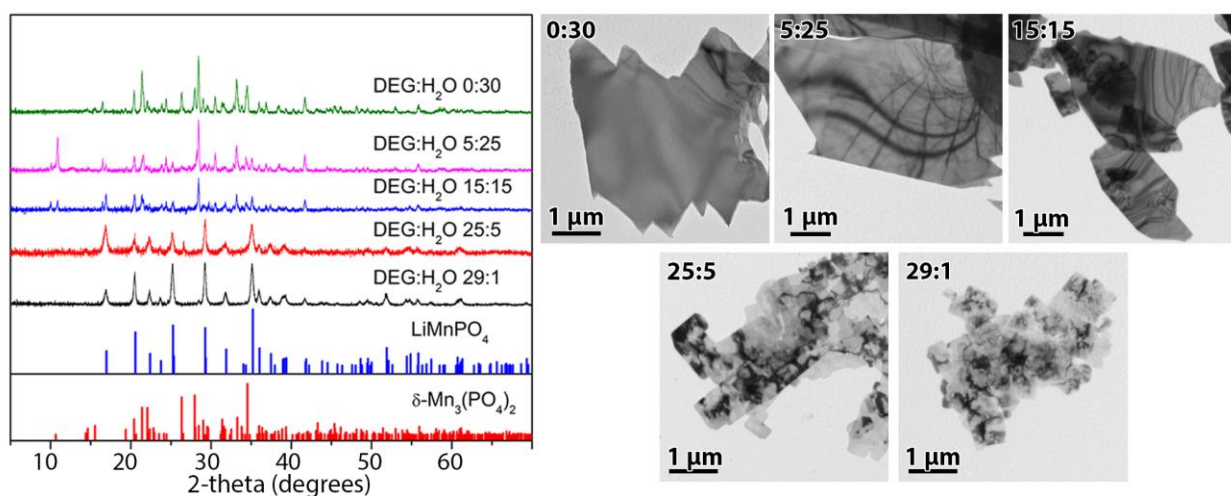 DEG:H₂O 0:30
DEG:H₂O 5:25
DEG:H₂O 15:15
DEG:H₂O 25:5
DEG:H₂O 29:1
LiMnPO₄
δ-Mn₃(PO₄)₂
10 20 30 40 50 60
2-theta (degrees)
0:30
1 µm
5:25
1 µm
15:15
1 µm
25:5
1 µm
29:1
1 µm